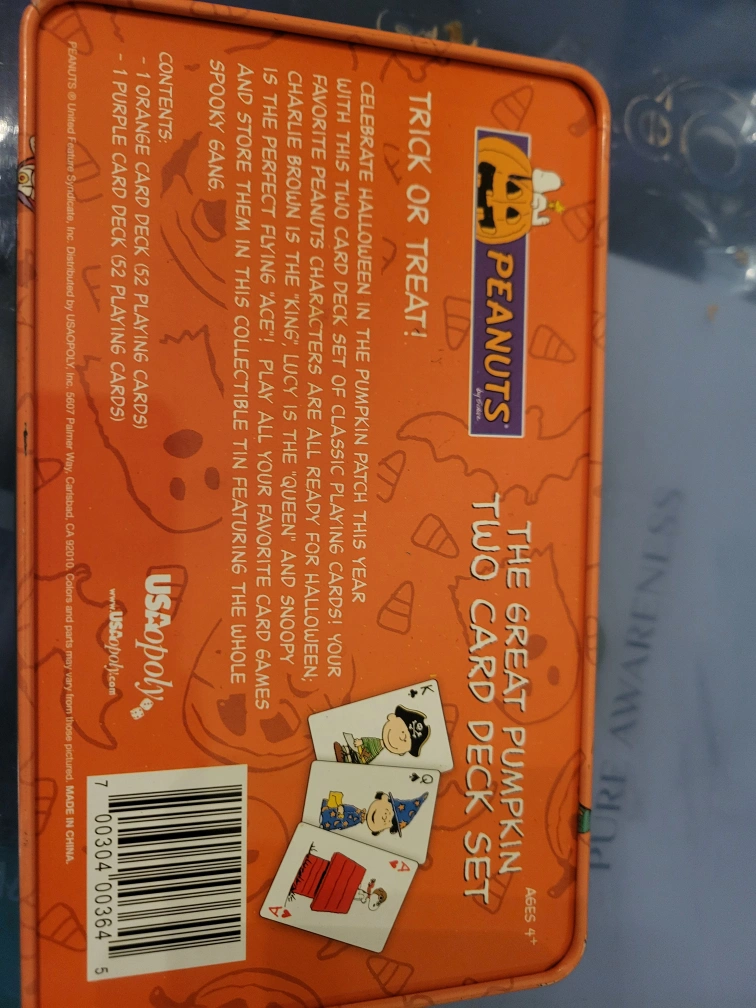 PEANUTS
by Schulz
THE GREAT PUMPKIN
TWO CARD DECK SET
AGES 4+
TRICK OR TREAT!
CELEBRATE HALLOWEEN IN THE PUMPKIN PATCH THIS YEAR
WITH THIS TWO CARD DECK SET OF CLASSIC PLAYING CARDS! YOUR
FAVORITE PEANUTS CHARACTERS ARE ALL READY FOR HALLOWEEN;
CHARLIE BROWN IS THE "KING", LUCY IS THE "QUEEN" AND SNOOPY
IS THE PERFECT FLYING "ACE"! PLAY ALL YOUR FAVORITE CARD GAMES
AND STORE THEM IN THIS COLLECTIBLE TIN FEATURING THE WHOLE
SPOOKY GANG.
K
Q
A
A
CONTENTS:
- 1 ORANGE CARD DECK (52 PLAYING CARDS)
- 1 PURPLE CARD DECK (52 PLAYING CARDS)
USAopoly
www.USAopoly.com
PEANUTS © United Feature Syndicate, Inc. Distributed by USAOPOLY, Inc. 5607 Palmer Way, Carlsbad, CA 92010. Colors and parts may vary from those pictured. MADE IN CHINA.
7 00304 00364 5
PURE AWARENESS